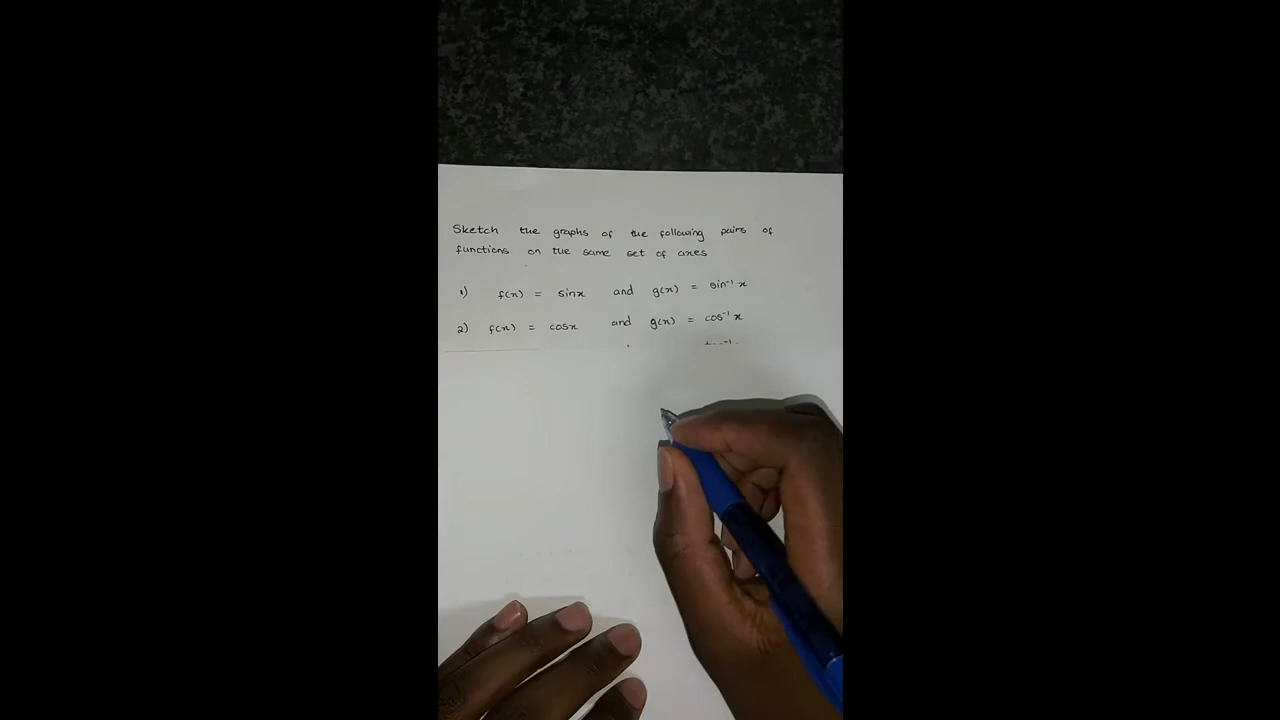 Sketch the graphs of the following pairs of
functions on the same set of axes
1) f(x) = sinx and g(x) = sin⁻¹x
2) f(x) = cosx and g(x) = cos⁻¹x